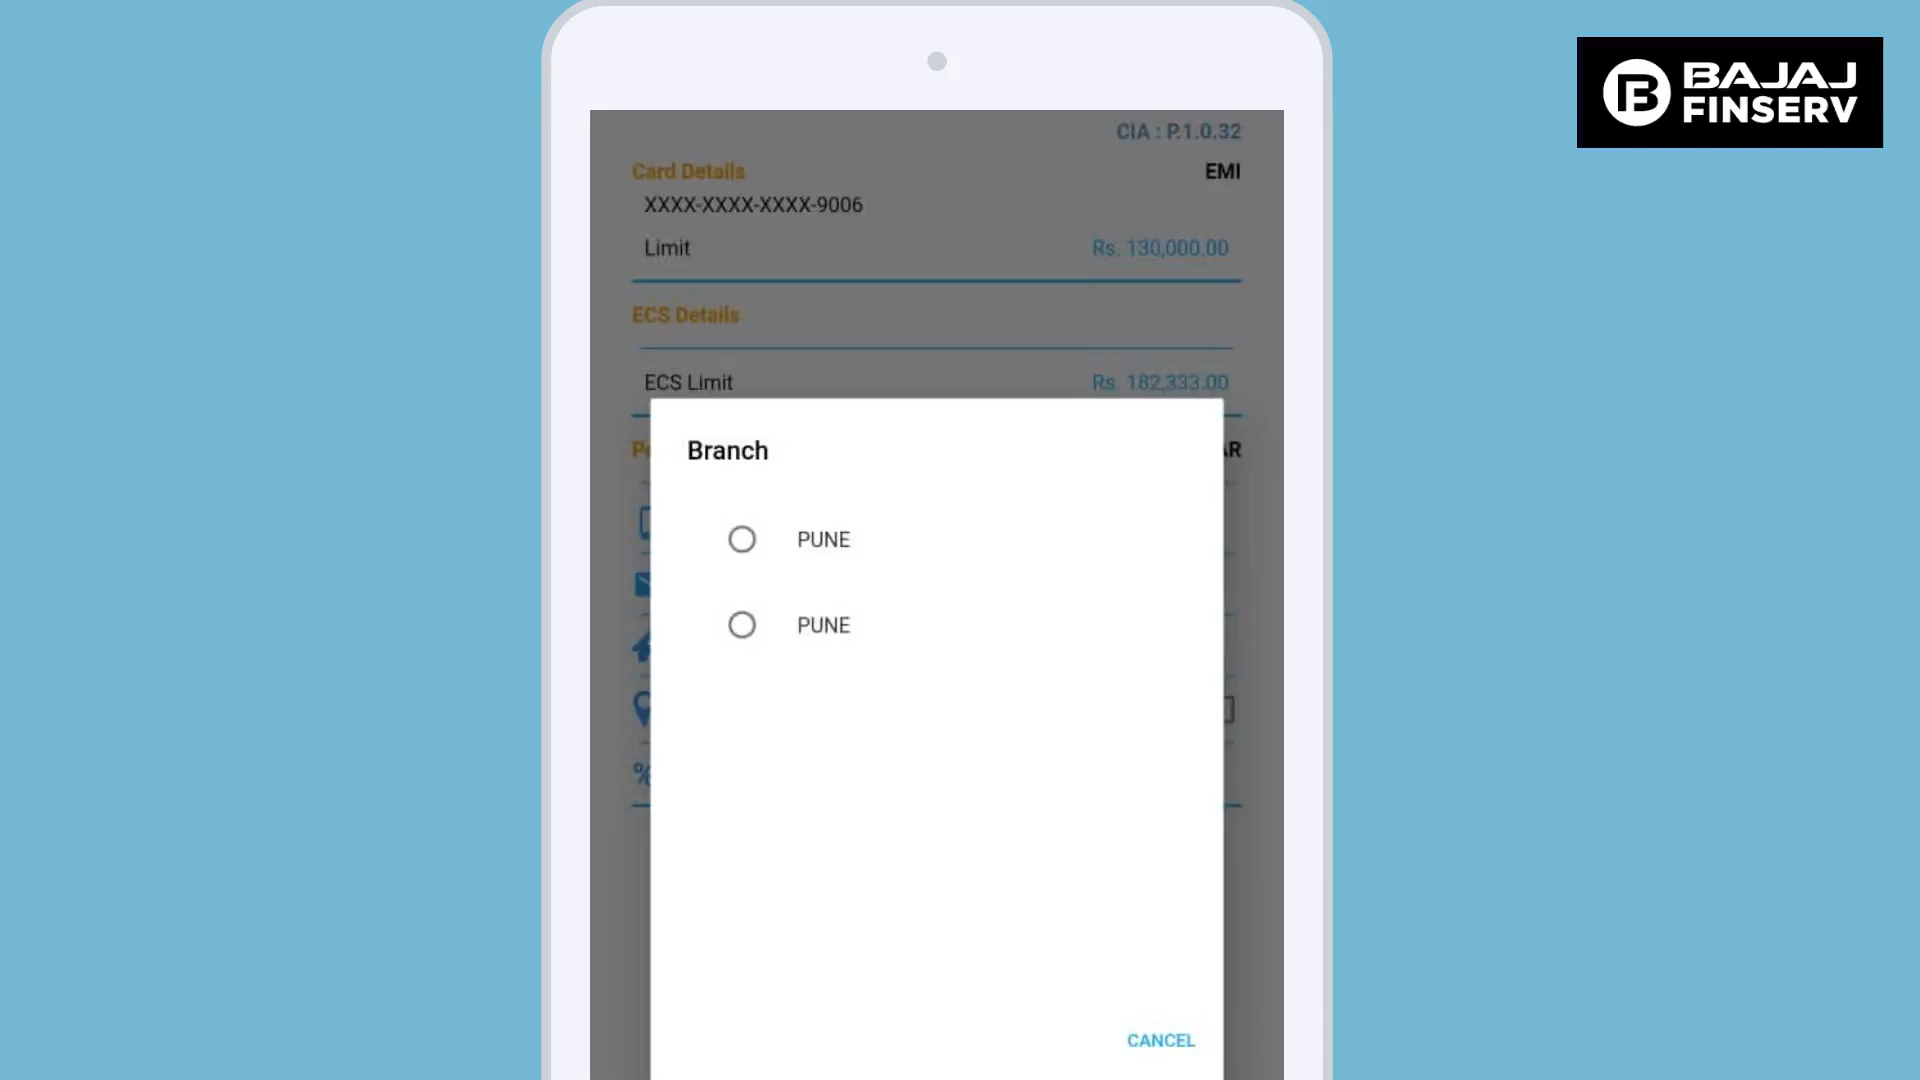 BAJAJ
FINSERV
CIA : P.1.0.32
Card Details EMI
XXXX-XXXX-XXXX-9006
Limit Rs. 130,000.00
ECS Details
ECS Limit Rs. 182,333.00
Branch
PUNE
PUNE
CANCEL